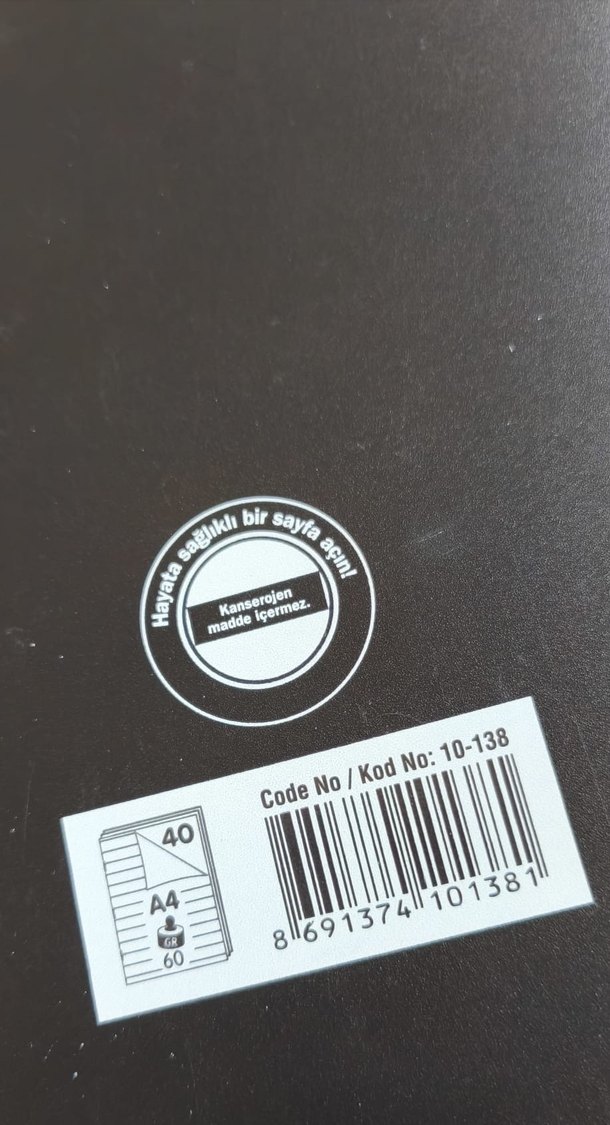 Hayata sağlıklı bir sayfa açın!
Kanserojen
madde içermez.
Code No / Kod No: 10-138
40
A4
GR
60
8 691374 101381